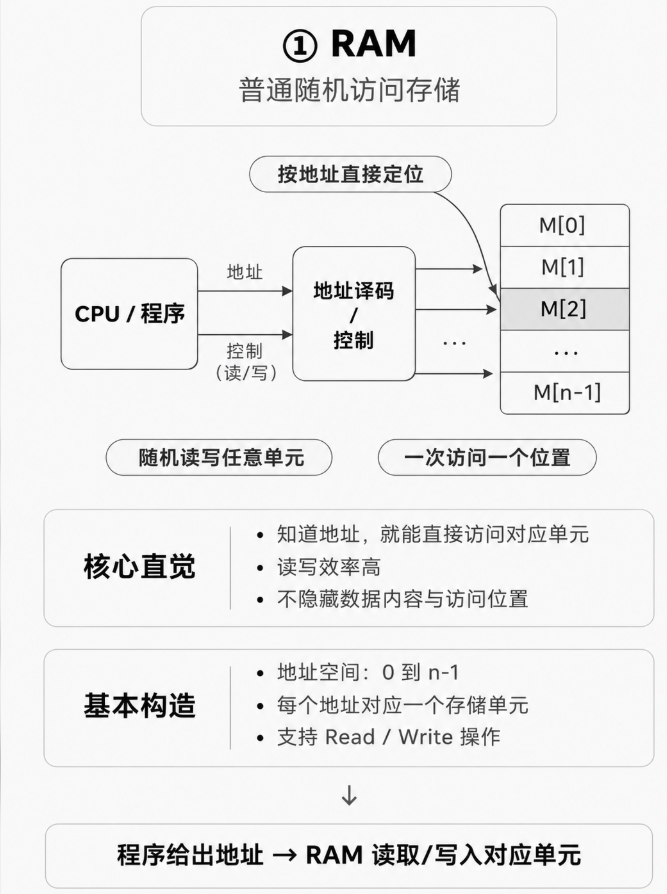 ① RAM
普通随机访问存储
按地址直接定位
CPU / 程序
地址
控制
(读/写)
地址译码
/
控制
...
M[0]
M[1]
M[2]
...
M[n-1]
随机读写任意单元
一次访问一个位置
核心直觉
• 知道地址，就能直接访问对应单元
• 读写效率高
• 不隐藏数据内容与访问位置
基本构造
• 地址空间：0 到 n-1
• 每个地址对应一个存储单元
• 支持 Read / Write 操作
↓
程序给出地址 → RAM 读取/写入对应单元